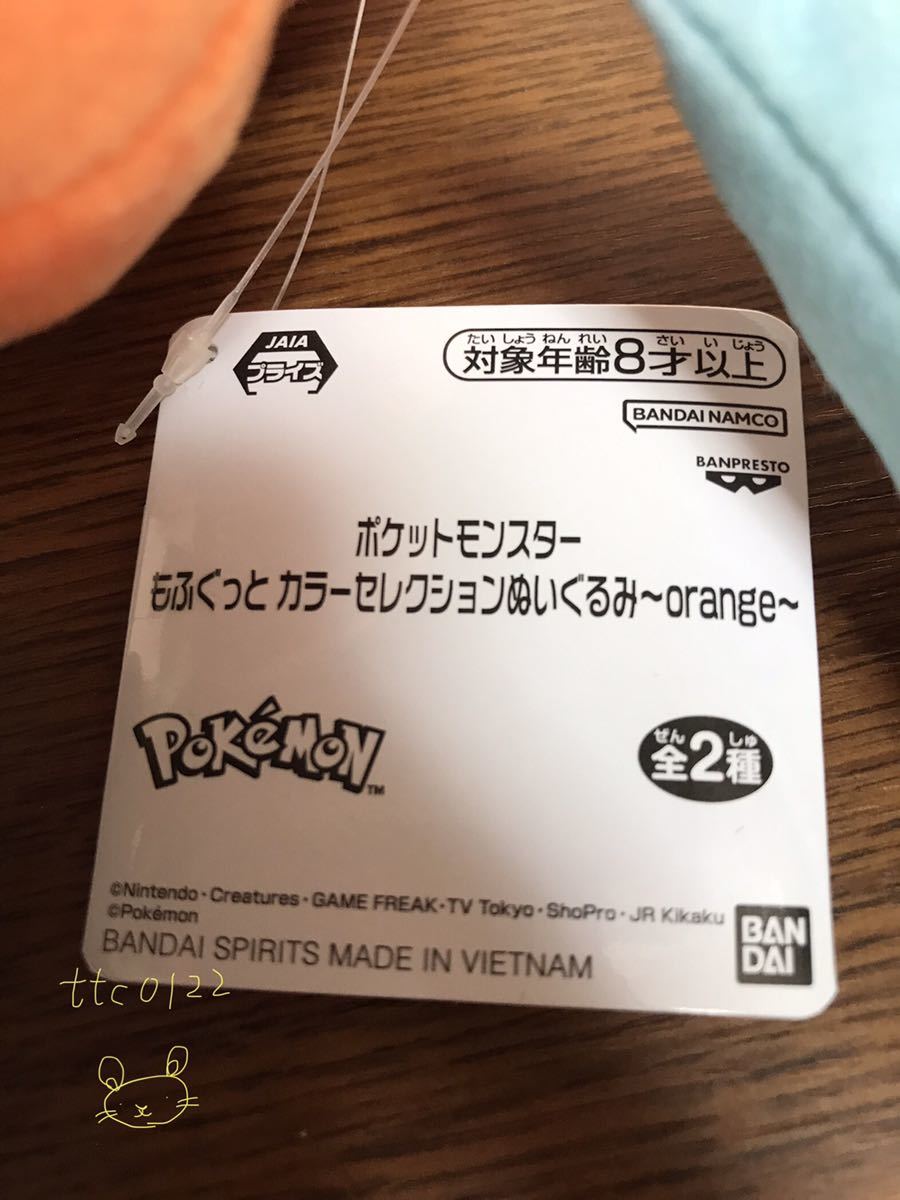 JAIA
プライズ
たいしょうねんれい さいいじょう
対象年齢8才以上
BANDAI NAMCO
BANPRESTO
ポケットモンスター
もふぐっと カラーセレクションぬいぐるみ～orange～
POKéMON™
ぜん しゅ
全2種
©Nintendo・Creatures・GAME FREAK・TV Tokyo・ShoPro・JR Kikaku
©Pokémon
BANDAI SPIRITS MADE IN VIETNAM
BAN
DAI
ttc0122